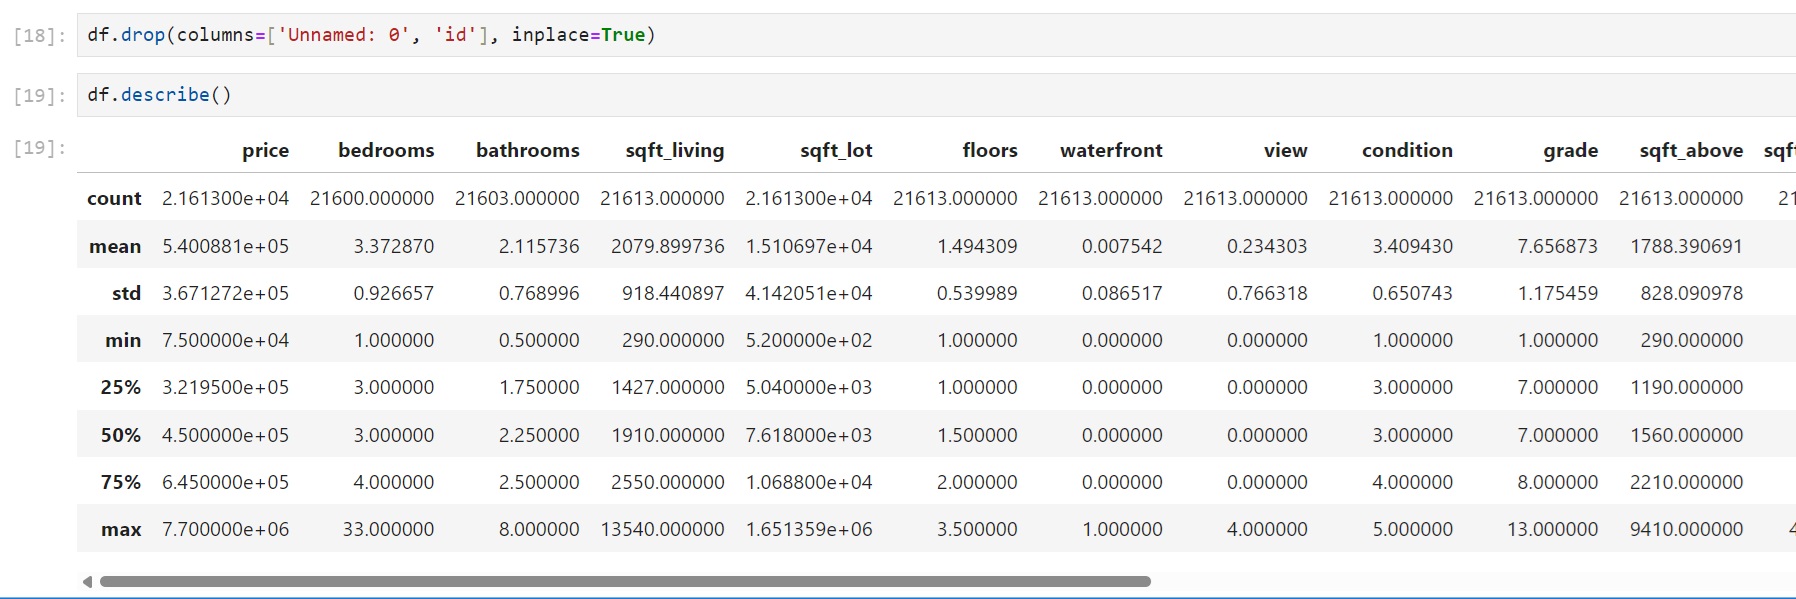 [18]: df.drop(columns=['Unnamed: 0', 'id'], inplace=True)
[19]: df.describe()
[19]:
price bedrooms bathrooms sqft_living sqft_lot floors waterfront view condition grade sqft_above sqft
count 2.161300e+04 21600.000000 21603.000000 21613.000000 2.161300e+04 21613.000000 21613.000000 21613.000000 21613.000000 21613.000000 21613.000000 21
mean 5.400881e+05 3.372870 2.115736 2079.899736 1.510697e+04 1.494309 0.007542 0.234303 3.409430 7.656873 1788.390691
std 3.671272e+05 0.926657 0.768996 918.440897 4.142051e+04 0.539989 0.086517 0.766318 0.650743 1.175459 828.090978
min 7.500000e+04 1.000000 0.500000 290.000000 5.200000e+02 1.000000 0.000000 0.000000 1.000000 1.000000 290.000000
25% 3.219500e+05 3.000000 1.750000 1427.000000 5.040000e+03 1.000000 0.000000 0.000000 3.000000 7.000000 1190.000000
50% 4.500000e+05 3.000000 2.250000 1910.000000 7.618000e+03 1.500000 0.000000 0.000000 3.000000 7.000000 1560.000000
75% 6.450000e+05 4.000000 2.500000 2550.000000 1.068800e+04 2.000000 0.000000 0.000000 4.000000 8.000000 2210.000000
max 7.700000e+06 33.000000 8.000000 13540.000000 1.651359e+06 3.500000 1.000000 4.000000 5.000000 13.000000 9410.000000 4